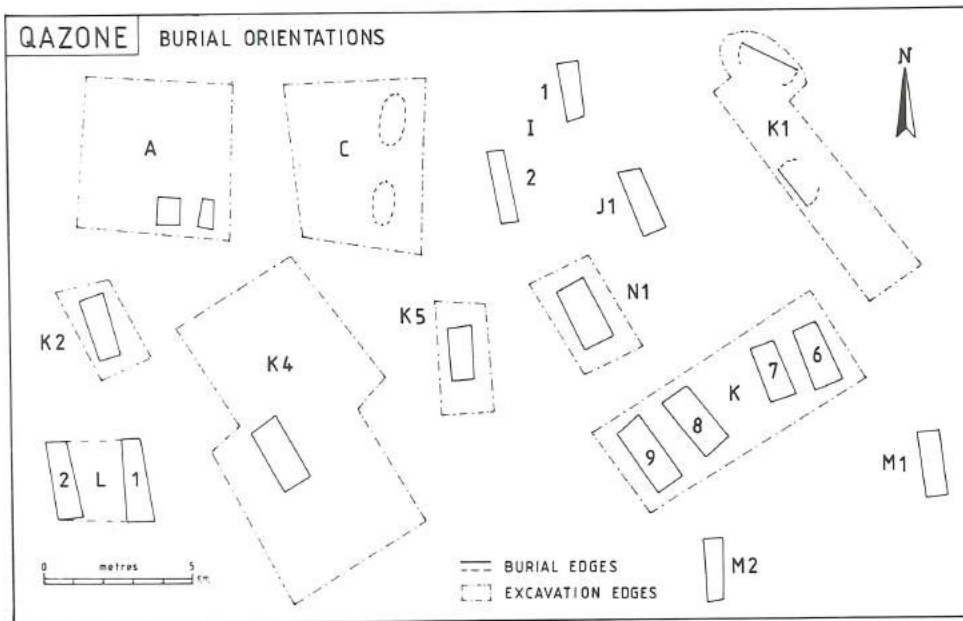 QAZONE BURIAL ORIENTATIONS
N
A
C
1
I
2
J1
K1
K2
K4
K5
N1
K
6
7
8
9
2 L 1
M1
M2
0 metres 5
BURIAL EDGES
EXCAVATION EDGES